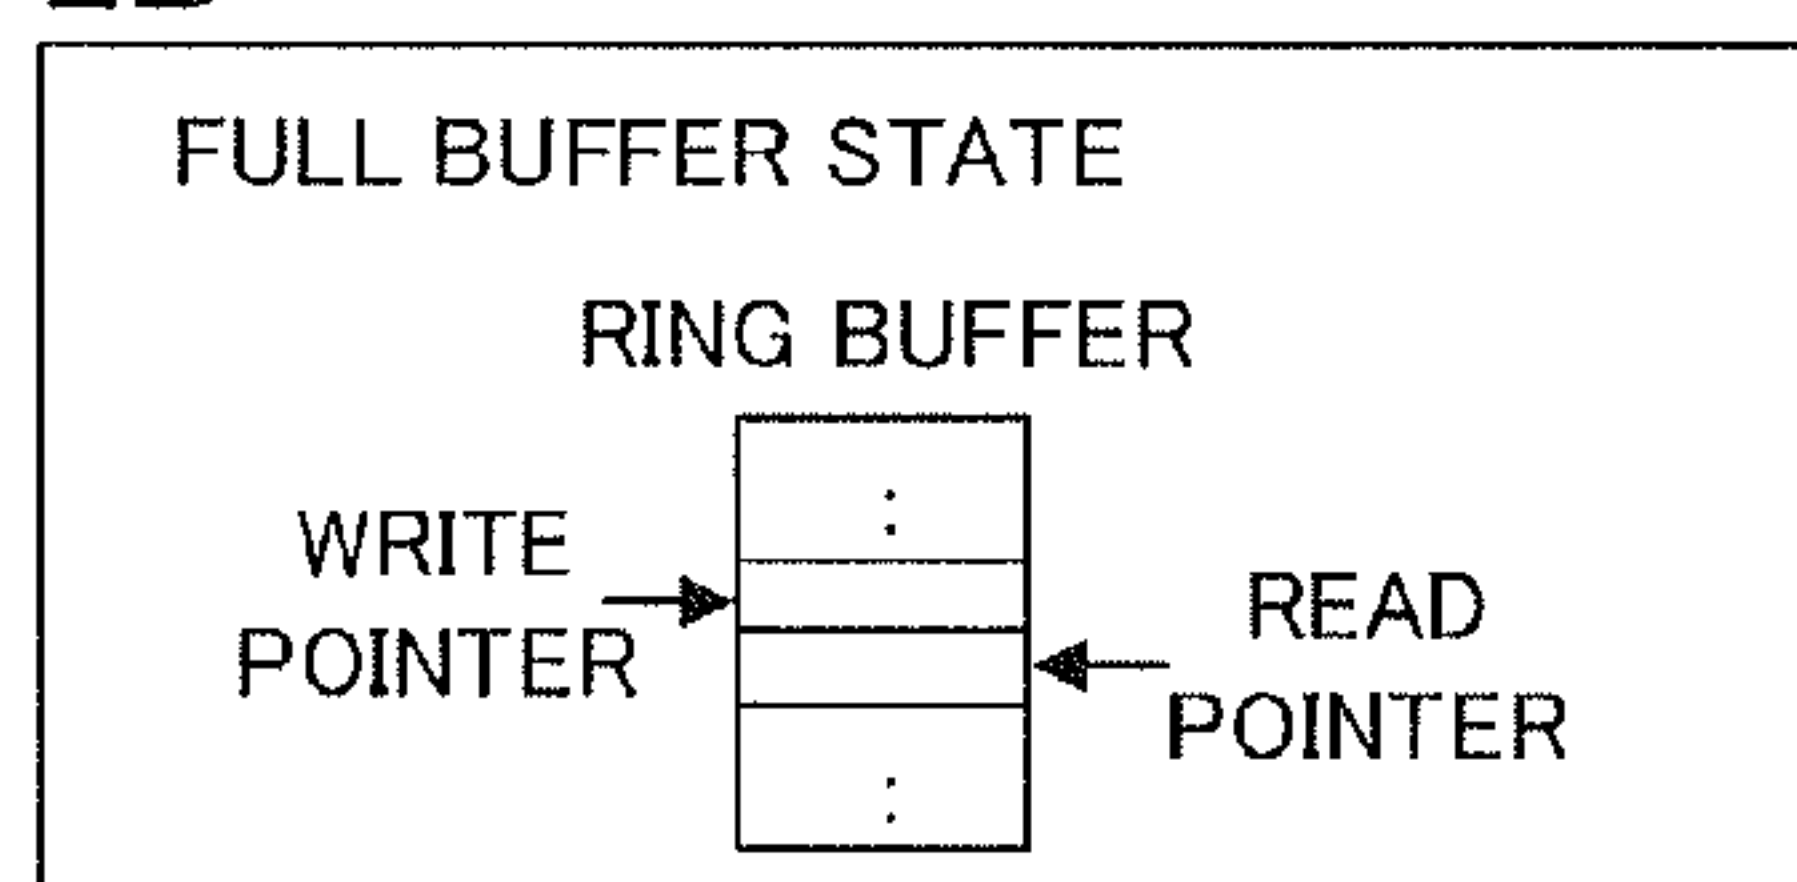 FULL BUFFER STATE
RING BUFFER
WRITE
POINTER
READ
POINTER